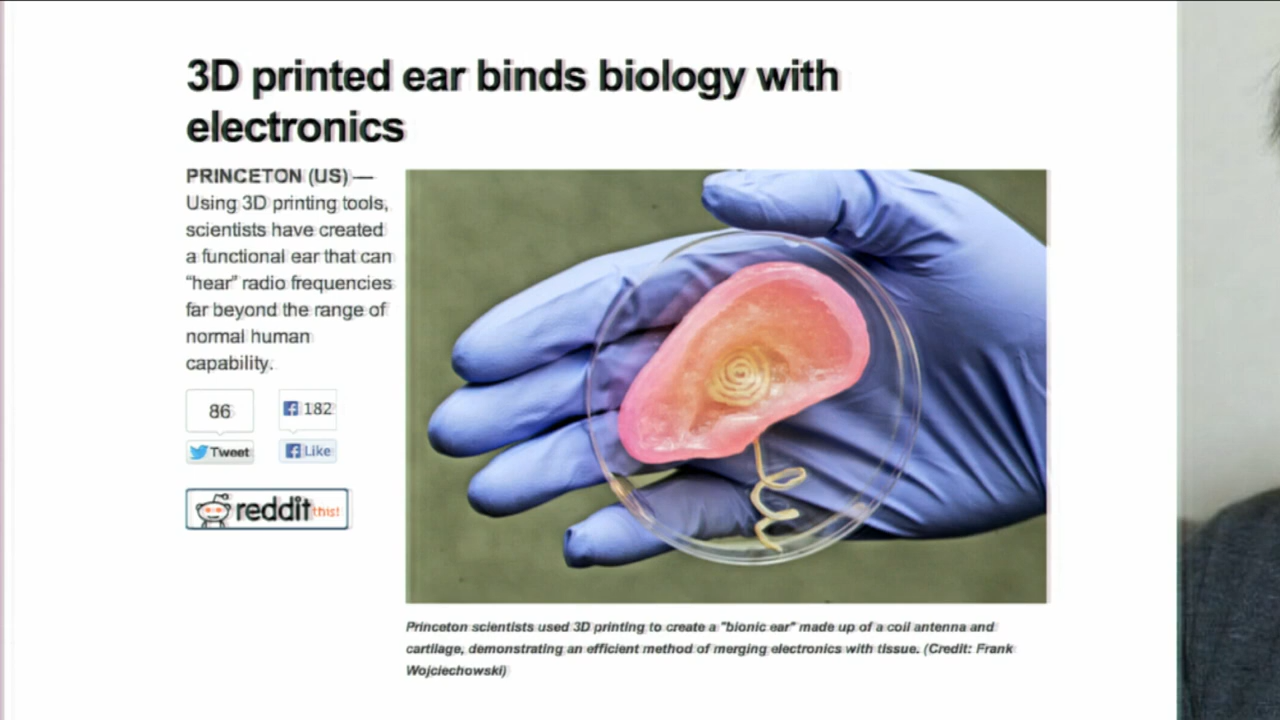 3D printed ear binds biology with
electronics
PRINCETON (US) —
Using 3D printing tools,
scientists have created
a functional ear that can
“hear” radio frequencies
far beyond the range of
normal human
capability.
86
182
Tweet
Like
reddit this!
Princeton scientists used 3D printing to create a "bionic ear" made up of a coil antenna and
cartilage, demonstrating an efficient method of merging electronics with tissue. (Credit: Frank
Wojciechowski)